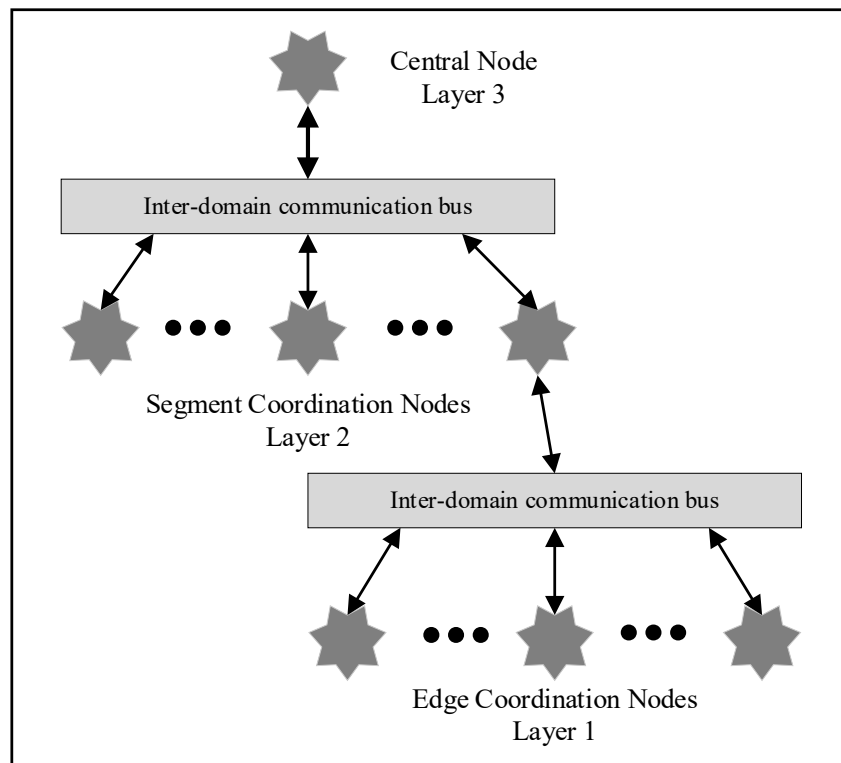 Central Node
Layer 3
Inter-domain communication bus
Segment Coordination Nodes
Layer 2
Inter-domain communication bus
Edge Coordination Nodes
Layer 1